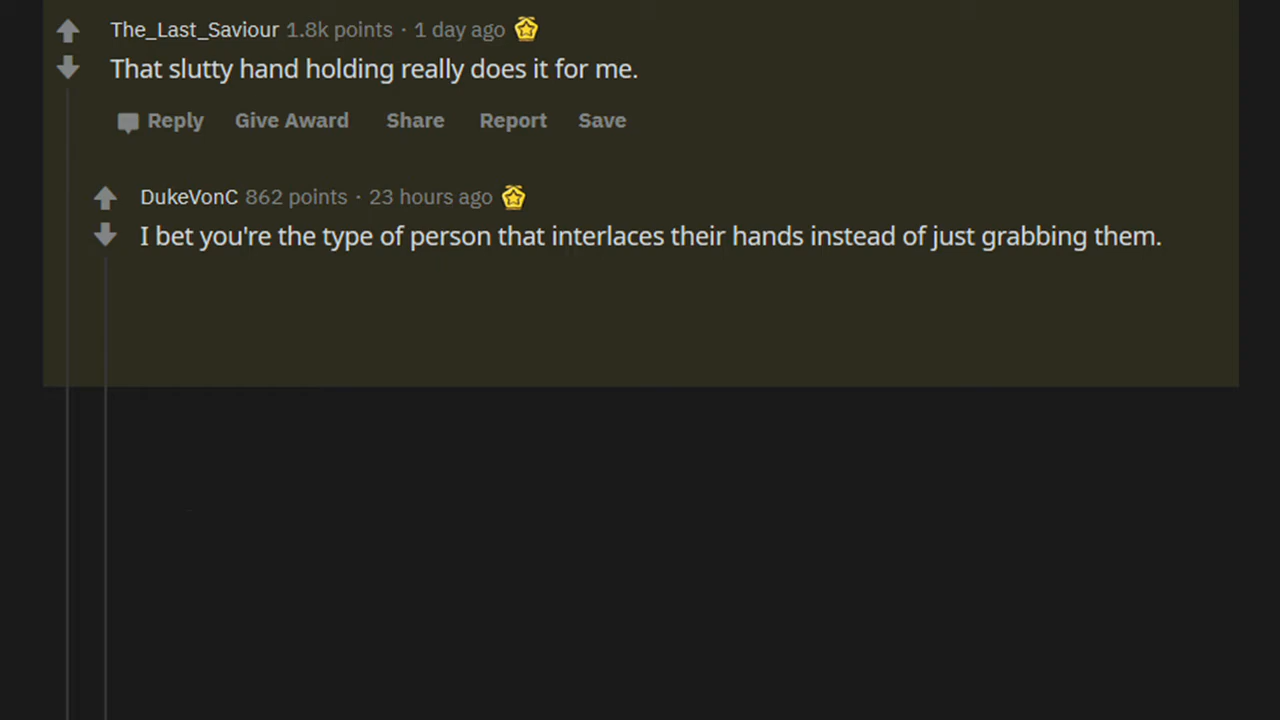 The_Last_Saviour 1.8k points · 1 day ago
That slutty hand holding really does it for me.
Reply Give Award Share Report Save
DukeVonC 862 points · 23 hours ago
I bet you're the type of person that interlaces their hands instead of just grabbing them.